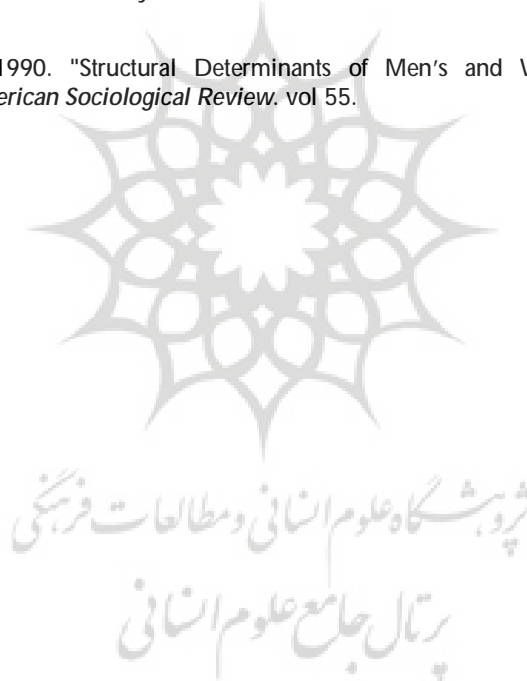 1990. "Structural Determinants of Men's and W
erican Sociological Review. vol 55.
پژوهشگاه علوم انسانی و مطالعات فرهنگی
پرتال جامع علوم انسانی